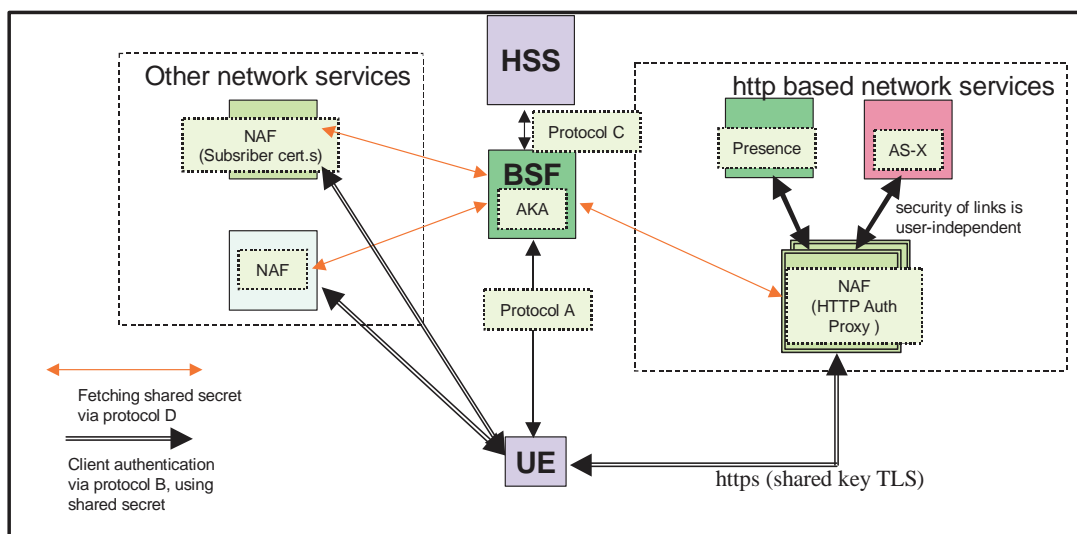 HSS
Other network services
http based network services
NAF
(Subsriber cert.s)
Protocol C
Presence
AS-X
BSF
AKA
security of links is
user-independent
NAF
NAF
(HTTP Auth
Proxy )
Protocol A
Fetching shared secret
via protocol D
UE
https (shared key TLS)
Client authentication
via protocol B, using
shared secret